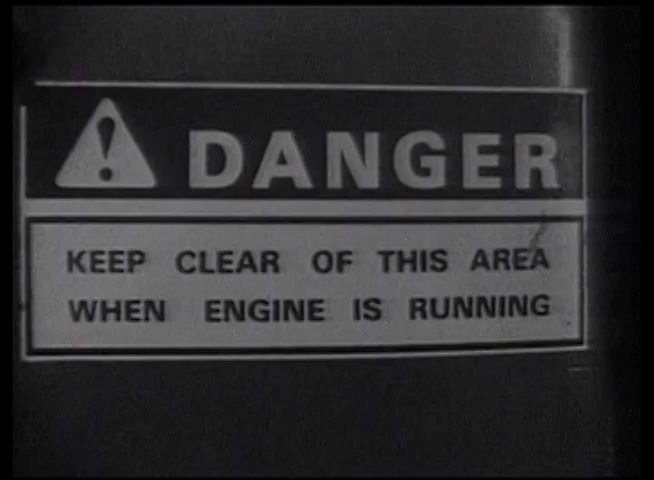 DANGER
KEEP CLEAR OF THIS AREA
WHEN ENGINE IS RUNNING